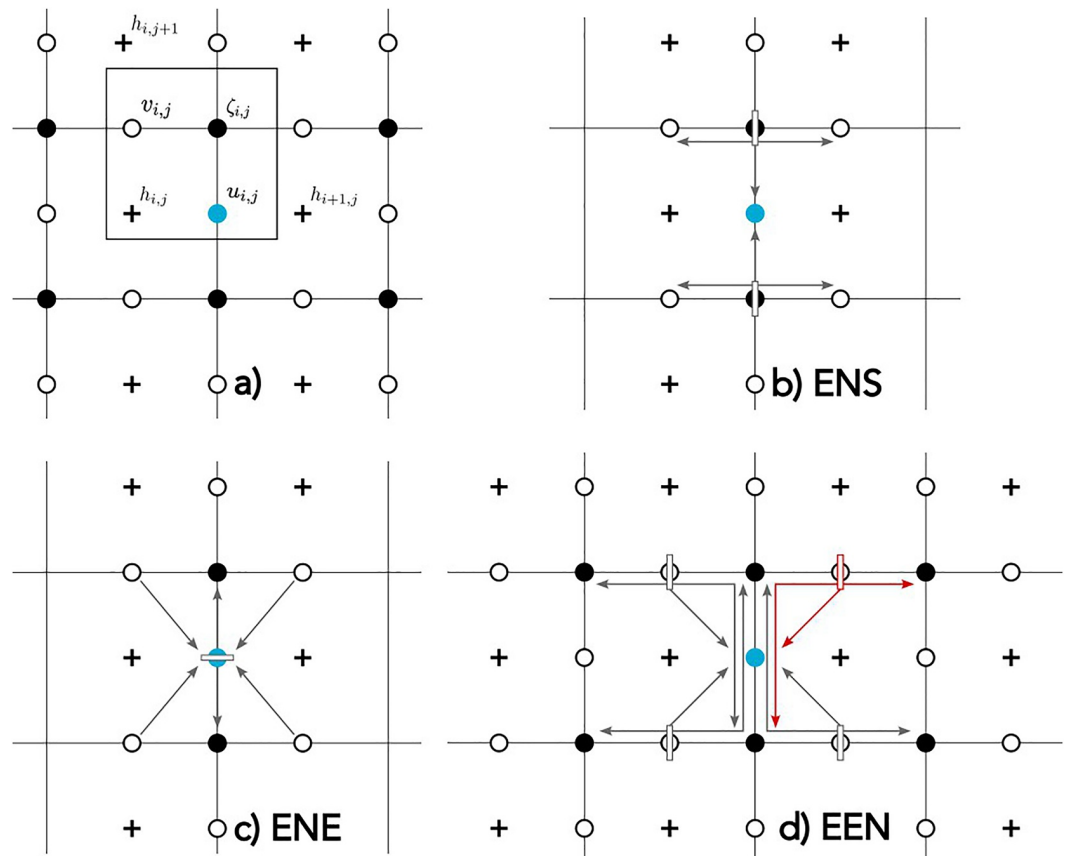 h_{i,j+1}
v_{i,j} ζ_{i,j}
h_{i,j} u_{i,j} h_{i+1,j}
a)
b) ENS
c) ENE
d) EEN